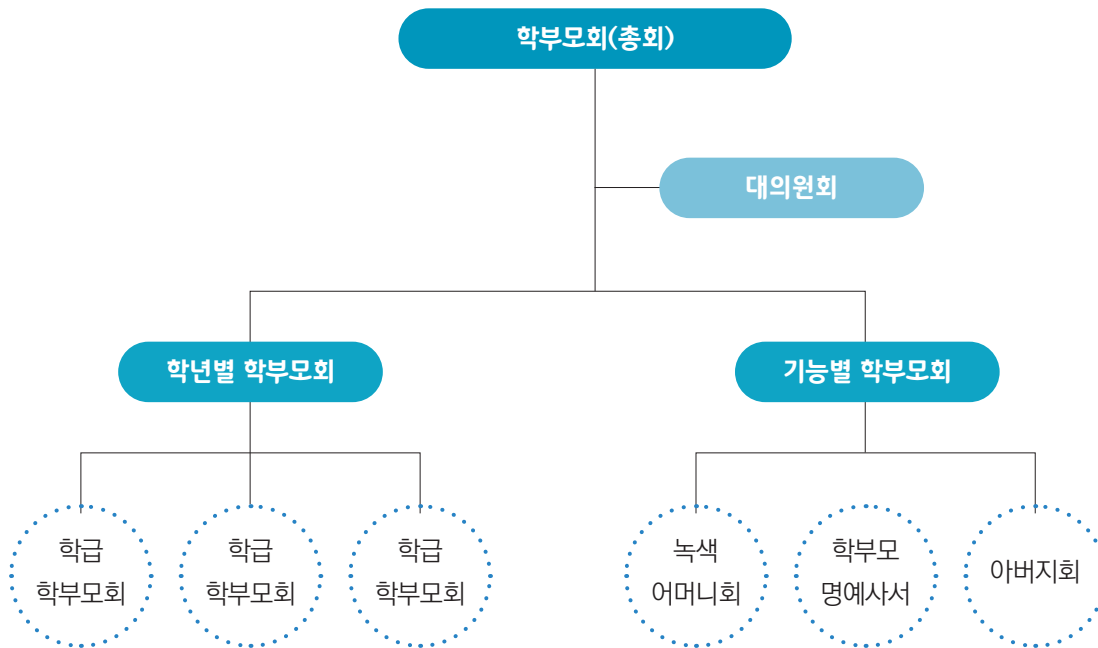 학부모회(총회)
대의원회
학년별 학부모회
기능별 학부모회
학급
학부모회
학급
학부모회
학급
학부모회
녹색
어머니회
학부모
명예사서
아버지회